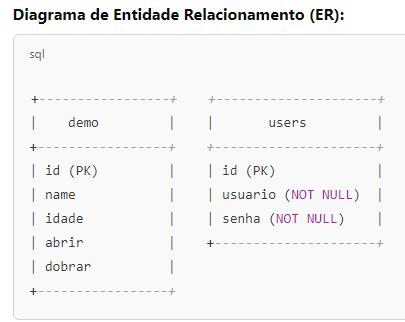 Diagrama de Entidade Relacionamento (ER):
sql
+-----------------+    +---------------------+
|    demo         |    |       users         |
+-----------------+    +---------------------+
| id (PK)         |    | id (PK)             |
| name            |    | usuario (NOT NULL)  |
| idade           |    | senha (NOT NULL)    |
| abrir           |    +---------------------+
| dobrar          |
+-----------------+